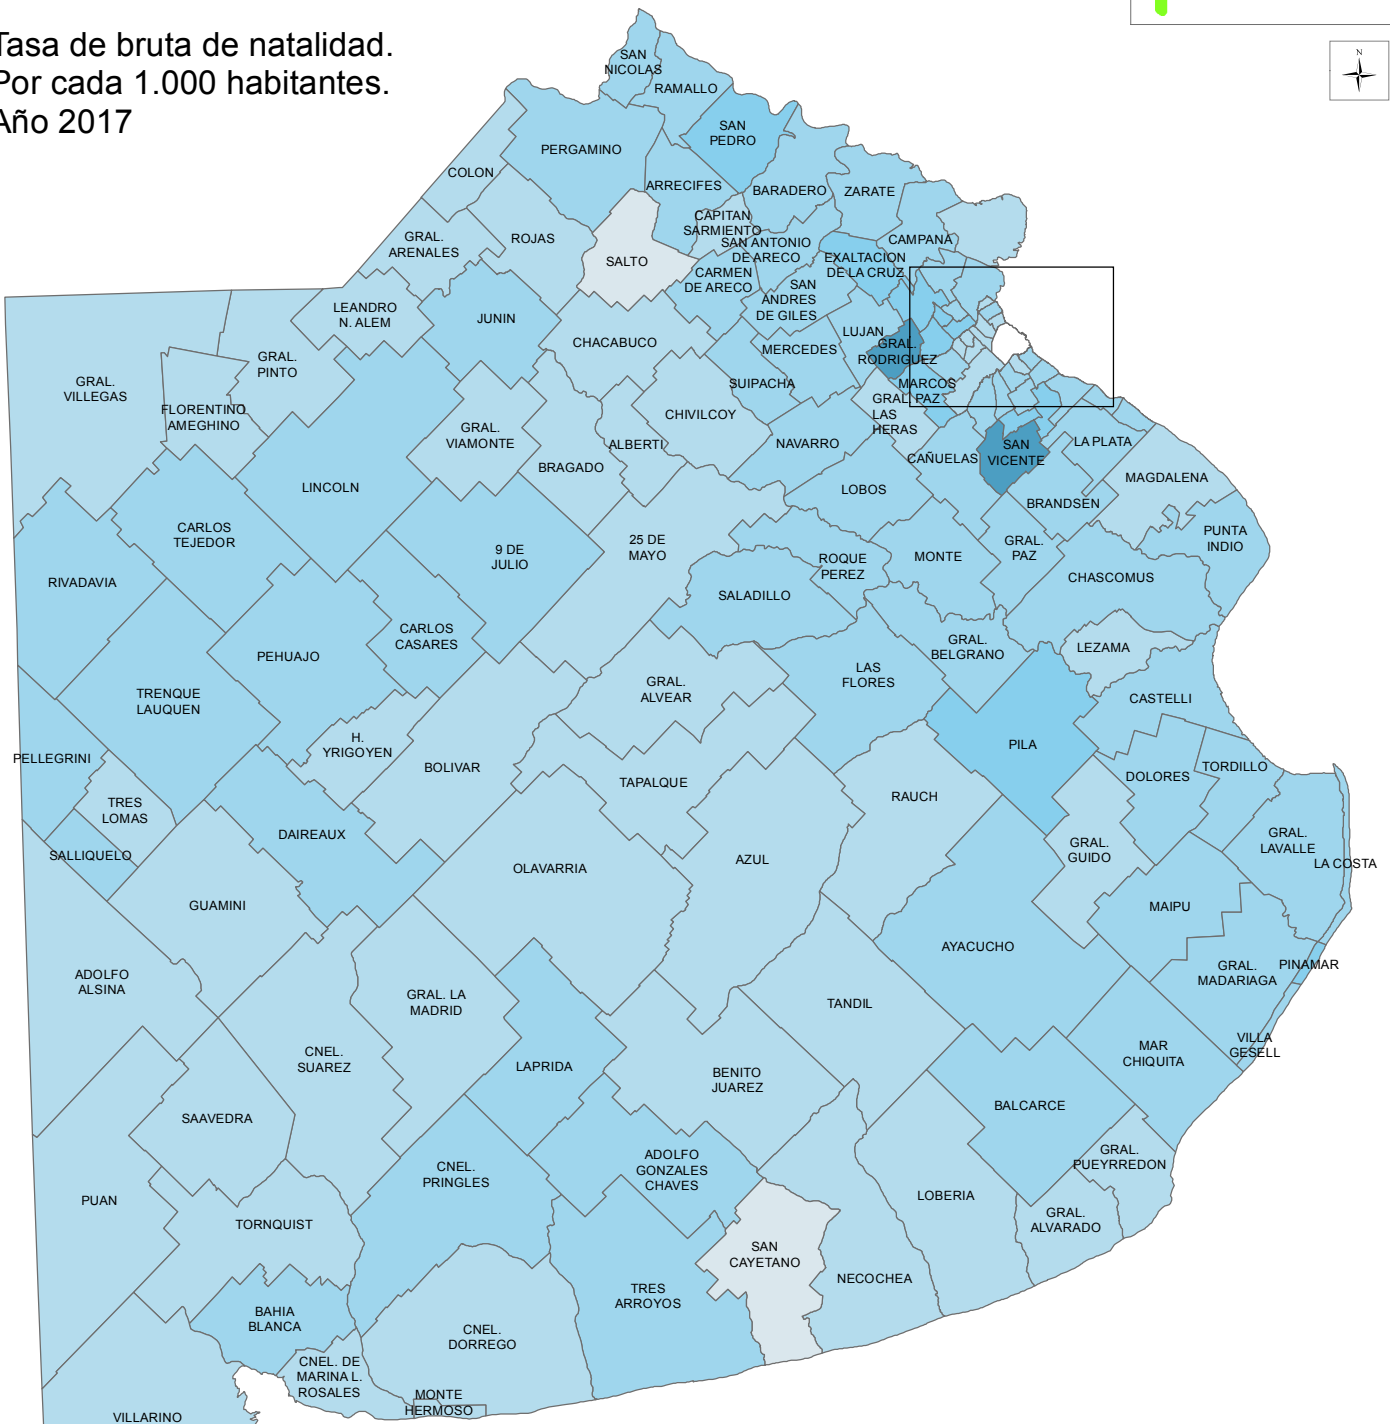 Tasa de bruta de natalidad.
Por cada 1.000 habitantes.
Año 2017
N
SAN
NICOLAS
RAMALLO
SAN
PEDRO
PERGAMINO
COLON
ARRECIFES
BARADERO
ZARATE
CAPITAN
SARMIENTO
GRAL.
ARENALES
ROJAS
SALTO
SAN ANTONIO
DE ARECO
CAMPANA
EXALTACION
DE LA CRUZ
CARMEN
DE ARECO
SAN
ANDRES
DE GILES
LEANDRO
N. ALEM
JUNIN
CHACABUCO
LUJAN
GRAL.
RODRIGUEZ
MERCEDES
GRAL.
PINTO
GRAL.
VILLEGAS
SUIPACHA
MARCOS
PAZ
GRAL.
LAS
HERAS
FLORENTINO
AMEGHINO
CHIVILCOY
GRAL.
VIAMONTE
ALBERTI
NAVARRO
BRAGADO
CAÑUELAS
SAN
VICENTE
LA PLATA
LINCOLN
LOBOS
MAGDALENA
BRANDSEN
CARLOS
TEJEDOR
9 DE
JULIO
25 DE
MAYO
PUNTA
INDIO
ROQUE
PEREZ
MONTE
GRAL.
PAZ
RIVADAVIA
CHASCOMUS
SALADILLO
CARLOS
CASARES
PEHUAJO
GRAL.
BELGRANO
LEZAMA
TRENQUE
LAUQUEN
GRAL.
ALVEAR
LAS
FLORES
CASTELLI
H.
YRIGOYEN
PILA
PELLEGRINI
BOLIVAR
TAPALQUE
RAUCH
DOLORES
TORDILLO
TRES
LOMAS
DAIREAUX
GRAL.
LAVALLE
SALLIQUELO
GRAL.
GUIDO
LA COSTA
OLAVARRIA
AZUL
GUAMINI
MAIPU
AYACUCHO
ADOLFO
ALSINA
GRAL.
MADARIAGA
PINAMAR
GRAL. LA
MADRID
TANDIL
CNEL.
SUAREZ
LAPRIDA
BENITO
JUAREZ
MAR
CHIQUITA
VILLA
GESELL
SAAVEDRA
BALCARCE
CNEL.
PRINGLES
ADOLFO
GONZALES
CHAVES
GRAL.
PUEYRREDON
PUAN
LOBERIA
TORNQUIST
GRAL.
ALVARADO
SAN
CAYETANO
NECOCHEA
TRES
ARROYOS
BAHIA
BLANCA
CNEL.
DORREGO
CNEL. DE
MARINA L.
ROSALES
MONTE
HERMOSO
VILLARINO